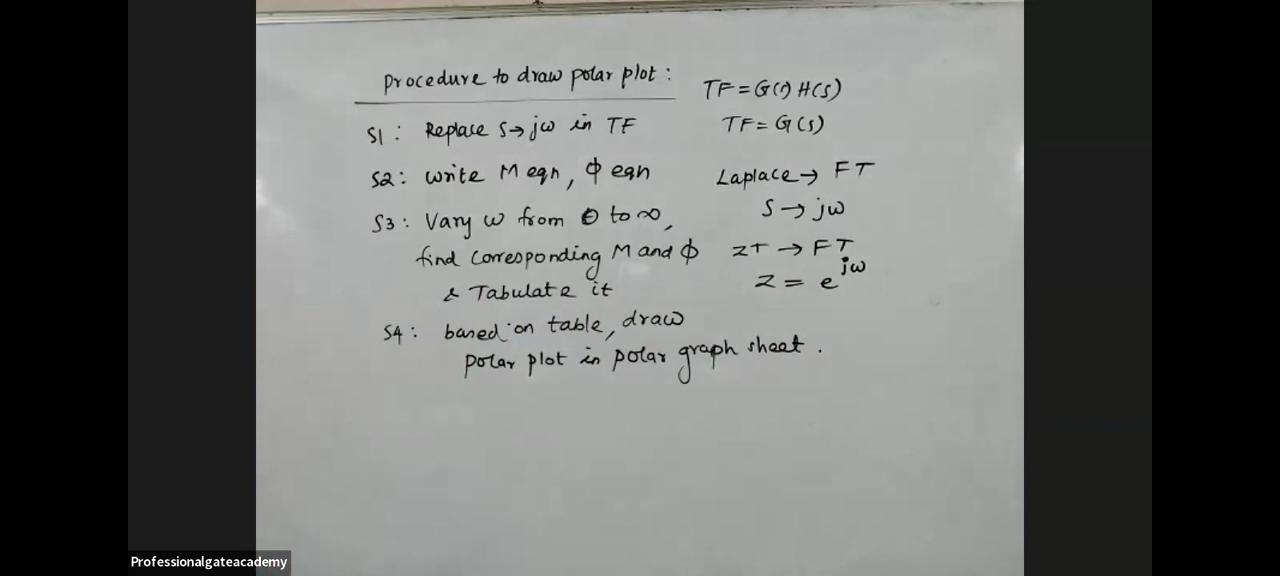 Procedure to draw polar plot :
TF = G(s) H(s)
S1 : Replace s→jω in TF
TF = G(s)
S2 : write M eqn, ϕ eqn
Laplace → FT
s → jω
S3 : Vary ω from 0 to ∞,
find corresponding M and ϕ
& Tabulate it
ZT → FT
z = e^jω
S4 : based on table, draw
polar plot in polar graph sheet .
Professionalgateacademy